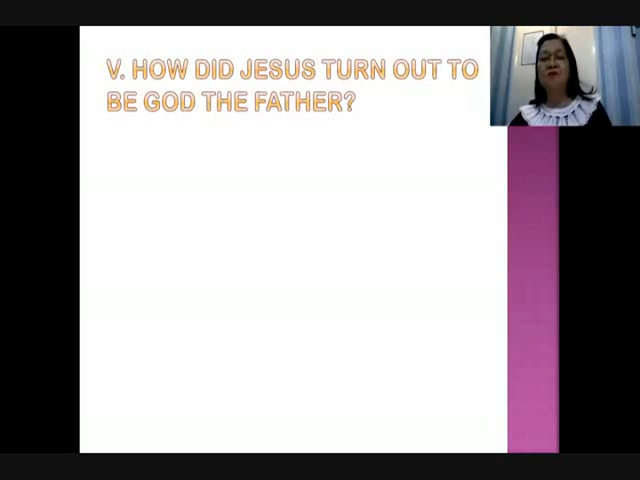 V. HOW DID JESUS TURN OUT TO
BE GOD THE FATHER?